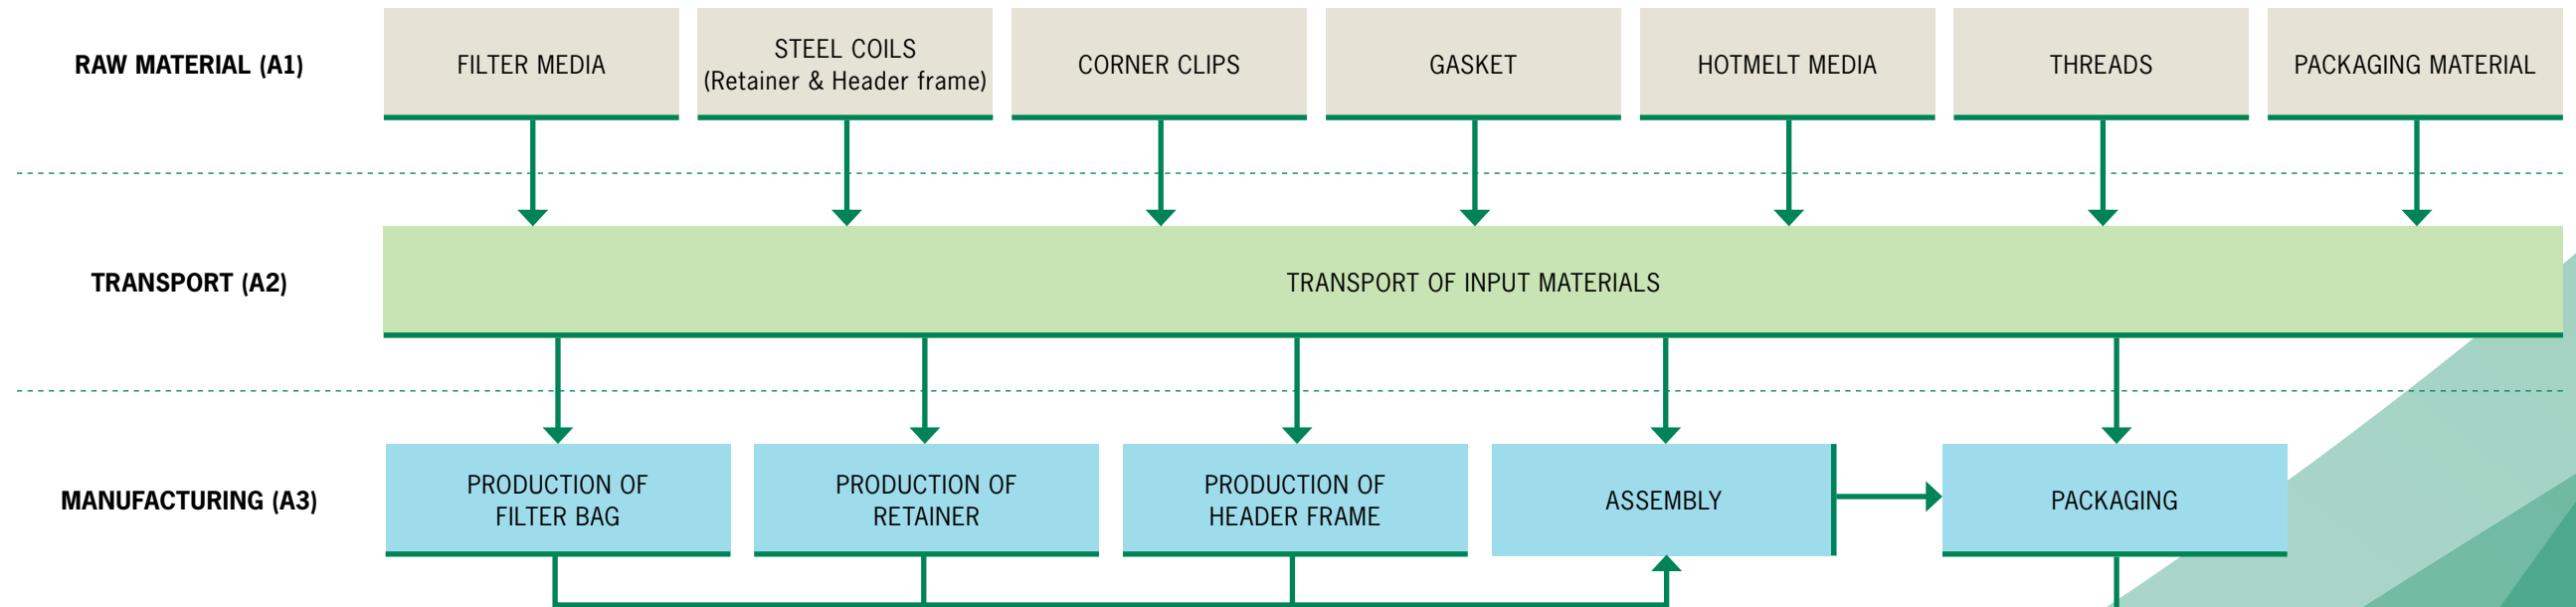 RAW MATERIAL (A1)
FILTER MEDIA
STEEL COILS
(Retainer & Header frame)
CORNER CLIPS
GASKET
HOTMELT MEDIA
THREADS
PACKAGING MATERIAL
TRANSPORT (A2)
TRANSPORT OF INPUT MATERIALS
MANUFACTURING (A3)
PRODUCTION OF
FILTER BAG
PRODUCTION OF
RETAINER
PRODUCTION OF
HEADER FRAME
ASSEMBLY
PACKAGING